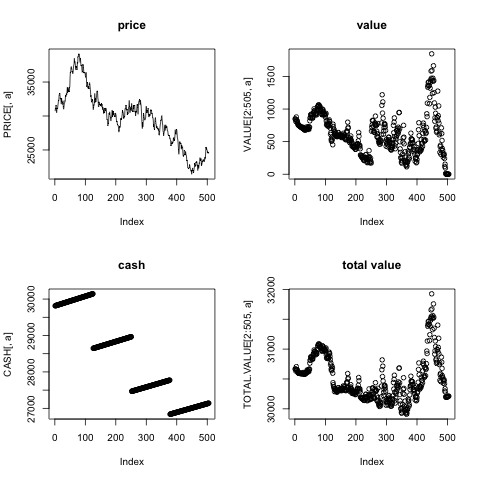 price
PRICE[, a]
35000
25000
0 100 200 300 400 500
Index
value
VALUE[2:505, a]
1500
1000
500
0
0 100 200 300 400 500
Index
cash
CASH[, a]
30000
29000
28000
27000
0 100 200 300 400 500
Index
total value
TOTAL.VALUE[2:505, a]
32000
31000
30000
0 100 200 300 400 500
Index